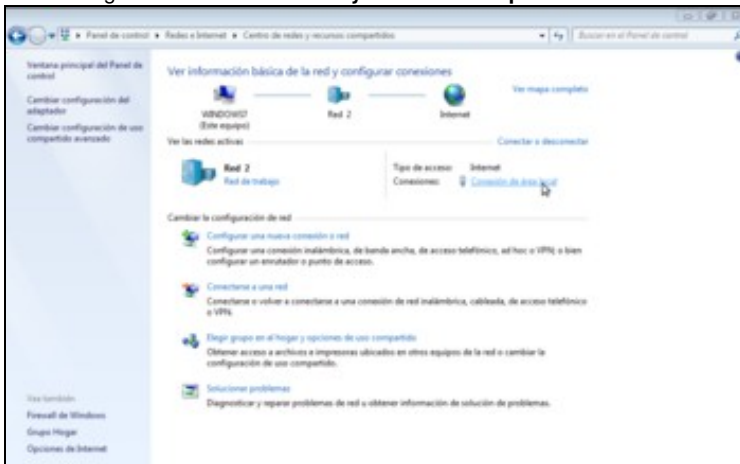 Panel de control ▸ Redes e Internet ▸ Centro de redes y recursos compartidos
Buscar en el Panel de control
Ventana principal del Panel de
control
Cambiar configuración del
adaptador
Cambiar configuración de uso
compartido avanzado
Ver información básica de la red y configurar conexiones
Ver mapa completo
WINDOWS7
(Este equipo)
Red 2
Internet
Ver las redes activas
Conectar o desconectar
Red 2
Red de trabajo
Tipo de acceso: Internet
Conexiones: Conexión de área local
Cambiar la configuración de red
Configurar una nueva conexión o red
Configurar una conexión inalámbrica, de banda ancha, de acceso telefónico, ad hoc o VPN; o bien
configurar un enrutador o punto de acceso.
Conectarse a una red
Conectarse o volver a conectarse a una conexión de red inalámbrica, cableada, de acceso telefónico
o VPN.
Elegir grupo en el hogar y opciones de uso compartido
Obtener acceso a archivos e impresoras ubicados en otros equipos de la red o cambiar la
configuración de uso compartido.
Solucionar problemas
Diagnosticar y reparar problemas de red u obtener información de solución de problemas.
Vea también
Firewall de Windows
Grupo Hogar
Opciones de Internet